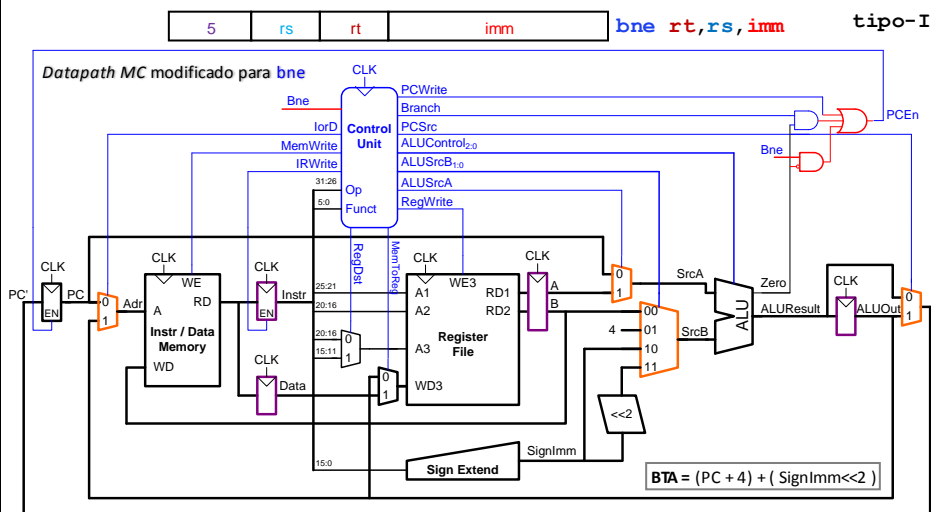 5 rs rt imm bne rt,rs,imm tipo-I
Datapath MC modificado para bne
CLK
PCWrite
Bne
Branch
PCEn
Control Unit
IorD
PCSrc
MemWrite
ALUControl2:0
Bne
IRWrite
ALUSrcB1:0
31:26 Op
ALUSrcA
5:0 Funct
RegWrite
RegDst
MemToReg
CLK
CLK
CLK
CLK
CLK
CLK
PC'
PC
EN
0
1
Adr
WE
A
RD
Instr / Data Memory
WD
EN
Instr
25:21
20:16
20:16
15:11
0
1
A1
A2
A3
WD3
WE3
RD1
RD2
Register File
A
B
0
1
SrcA
00
4 01
10
11
SrcB
ALU
Zero
ALUResult
ALUOut
0
1
CLK
Data
0
1
<<2
SignImm
15:0
Sign Extend
BTA = (PC + 4) + ( SignImm<<2 )